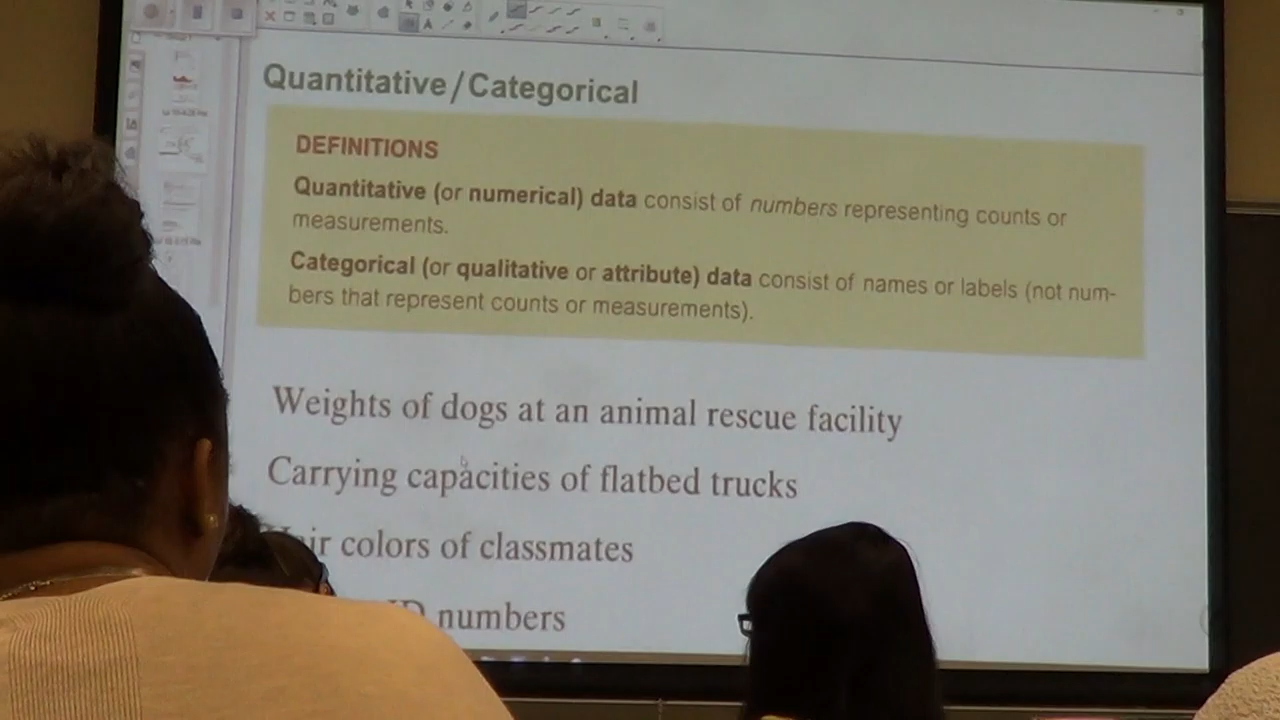 Quantitative / Categorical
DEFINITIONS
Quantitative (or numerical) data consist of numbers representing counts or
measurements.
Categorical (or qualitative or attribute) data consist of names or labels (not num-
bers that represent counts or measurements).
Weights of dogs at an animal rescue facility
Carrying capacities of flatbed trucks
colors of classmates
ID numbers